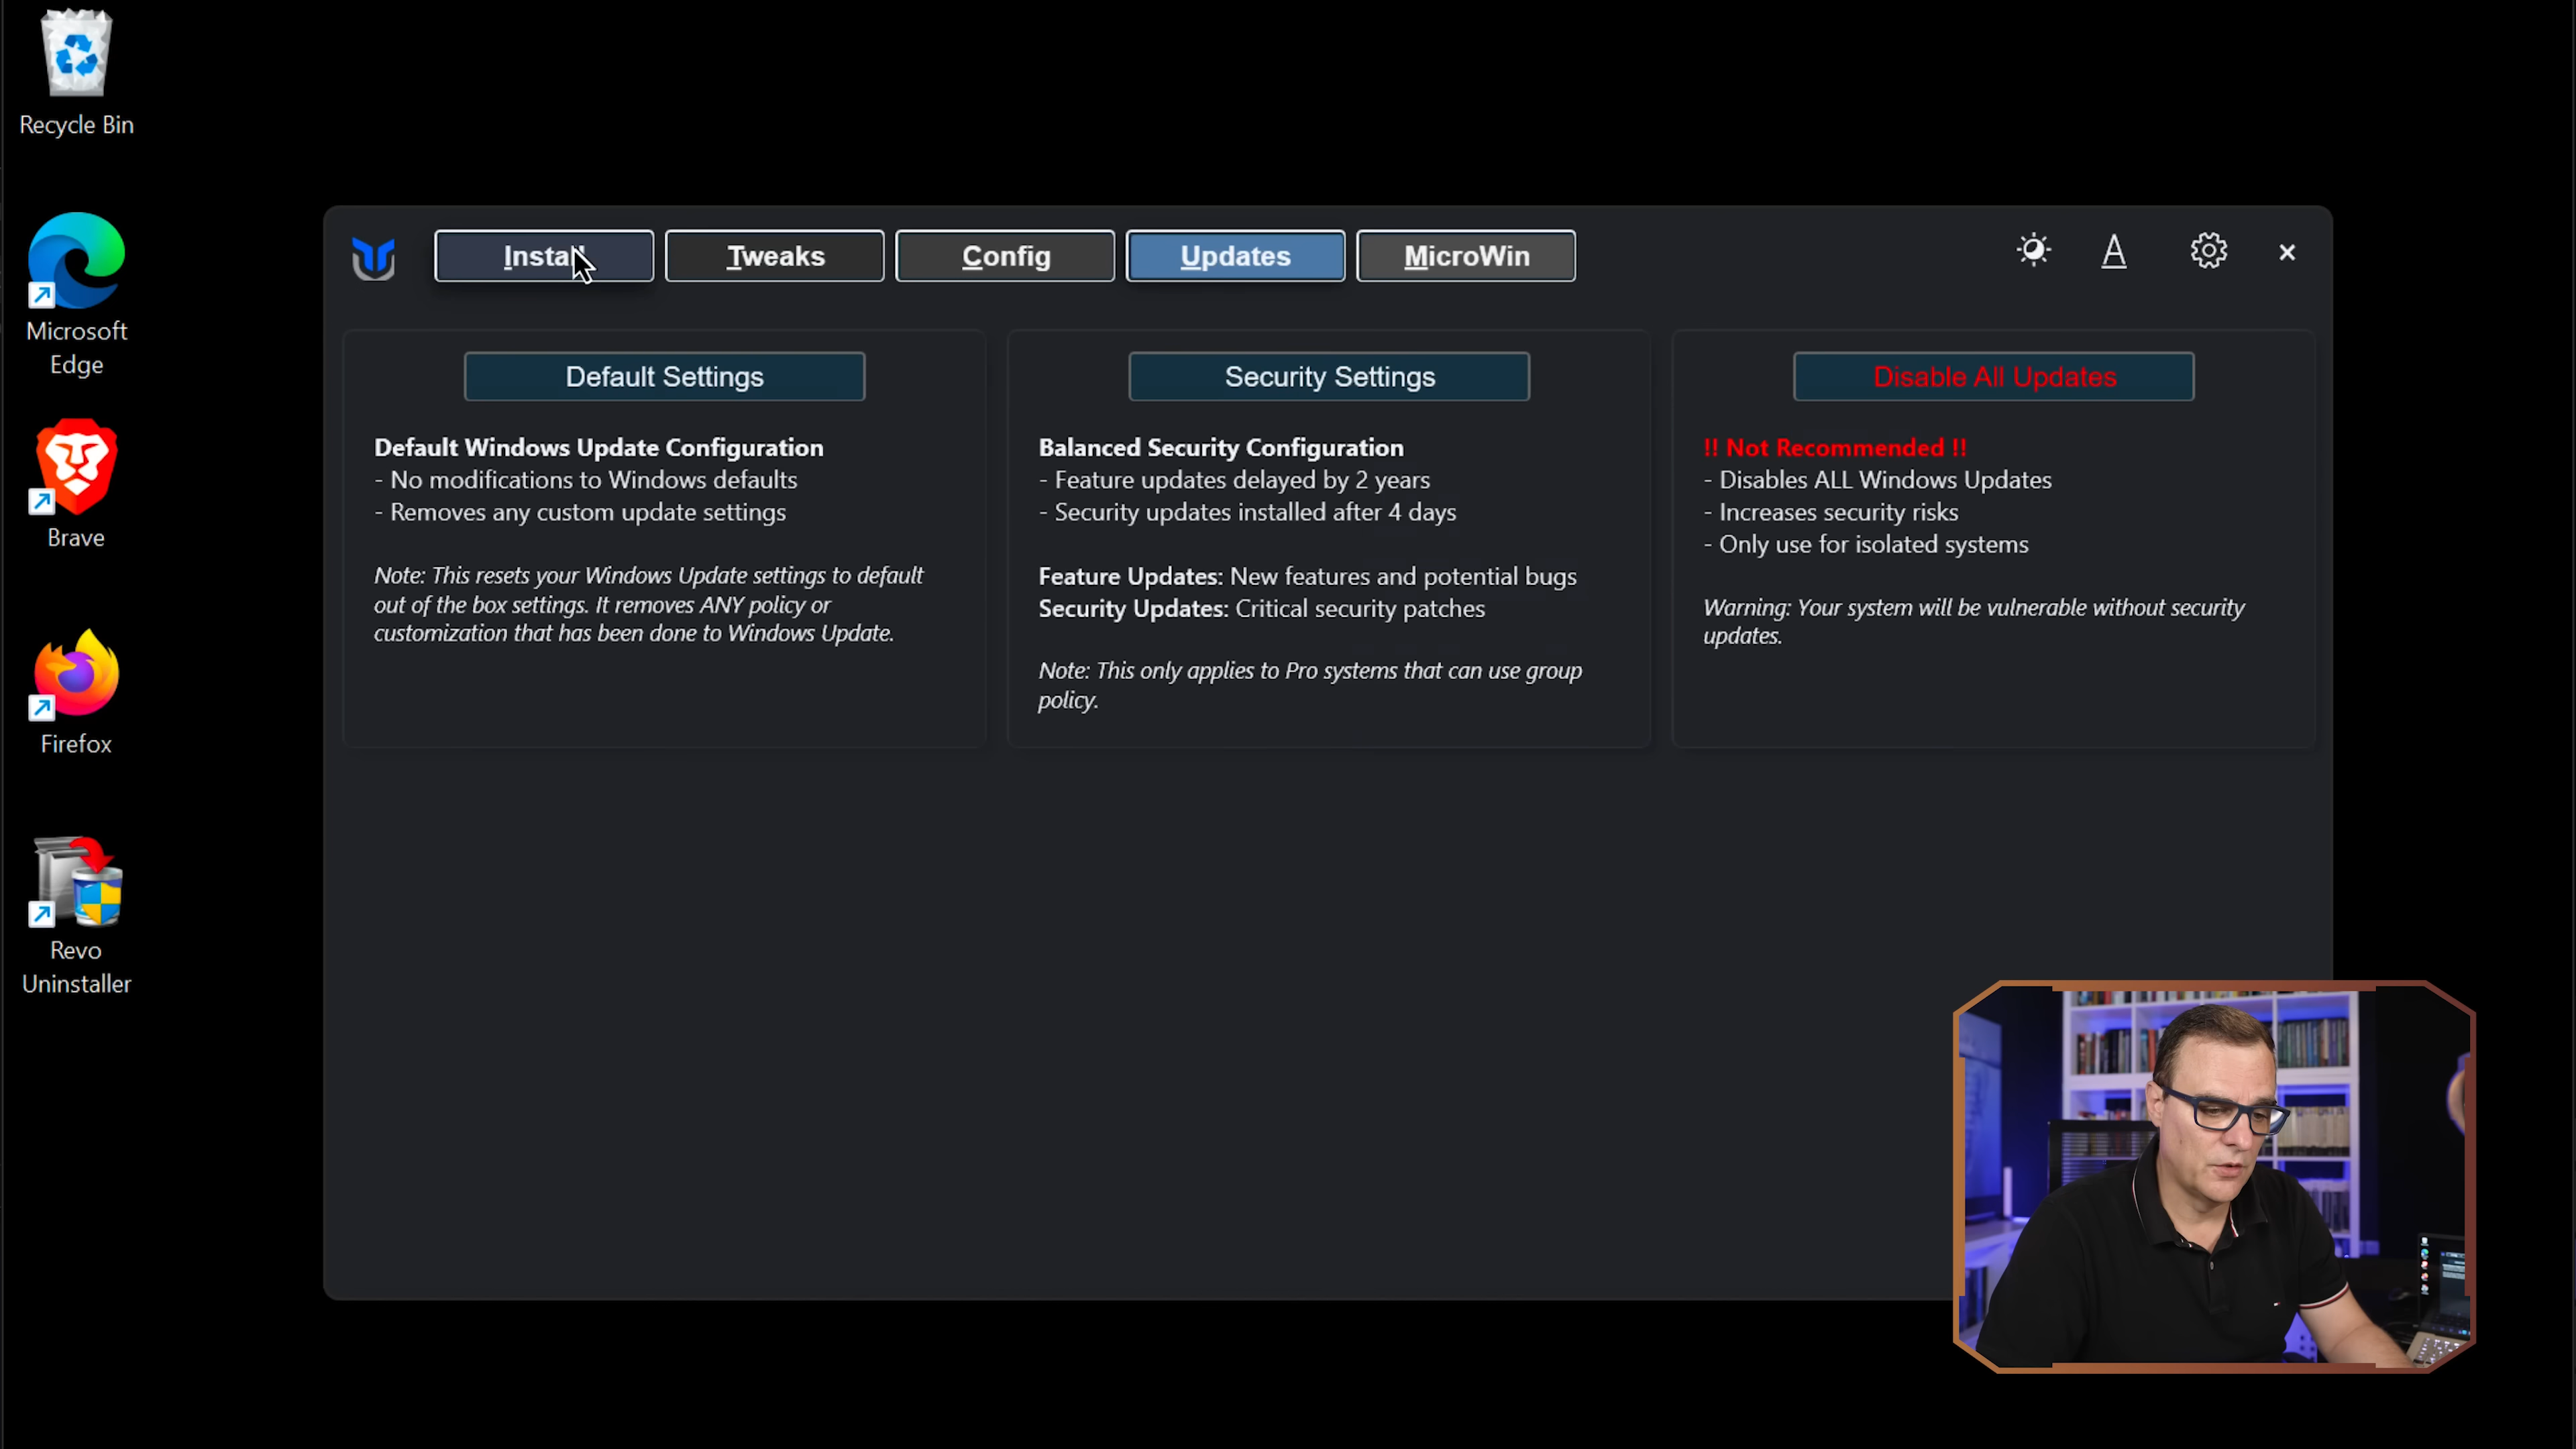 Recycle Bin
Microsoft
Edge
Brave
Firefox
Revo
Uninstaller
Install
Tweaks
Config
Updates
MicroWin
A
Default Settings
Default Windows Update Configuration
- No modifications to Windows defaults
- Removes any custom update settings
Note: This resets your Windows Update settings to default
out of the box settings. It removes ANY policy or
customization that has been done to Windows Update.
Security Settings
Balanced Security Configuration
- Feature updates delayed by 2 years
- Security updates installed after 4 days
Feature Updates: New features and potential bugs
Security Updates: Critical security patches
Note: This only applies to Pro systems that can use group
policy.
Disable All Updates
!! Not Recommended !!
- Disables ALL Windows Updates
- Increases security risks
- Only use for isolated systems
Warning: Your system will be vulnerable without security
updates.